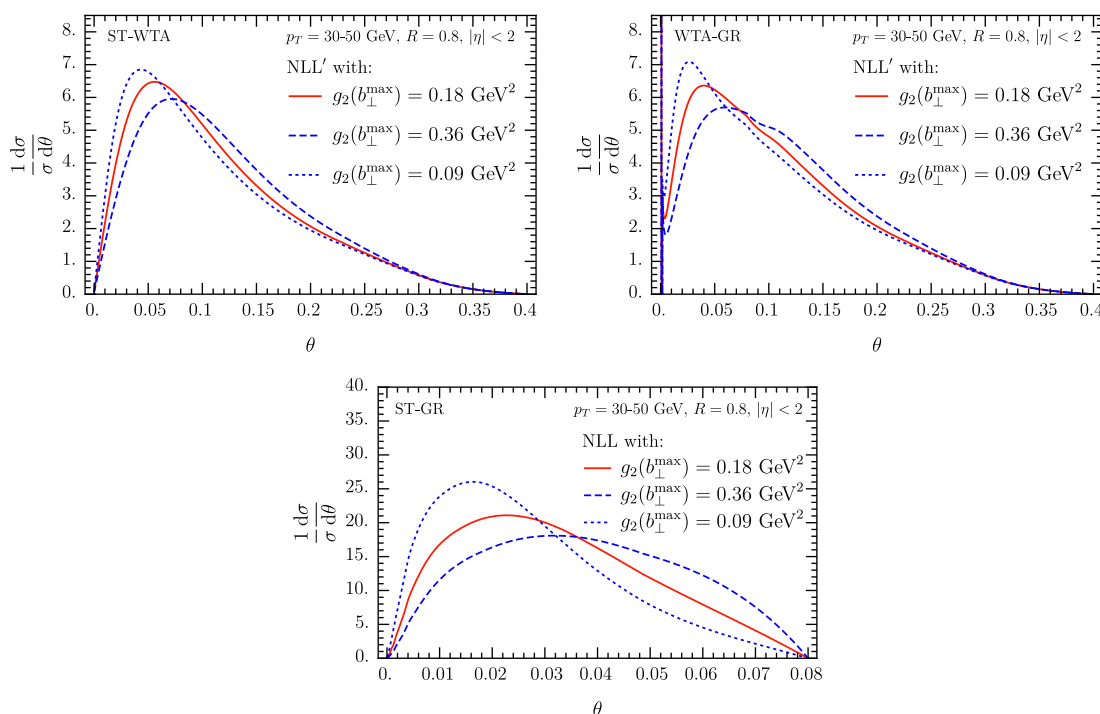 ST-WTA
p_T = 30-50 GeV, R = 0.8, |η| < 2
NLL′ with:
g_2(b_⊥^max) = 0.18 GeV^2
g_2(b_⊥^max) = 0.36 GeV^2
g_2(b_⊥^max) = 0.09 GeV^2
8.
7.
6.
5.
4.
3.
2.
1.
0.
1/σ dσ/dθ
0. 0.05 0.1 0.15 0.2 0.25 0.3 0.35 0.4
θ
WTA-GR
p_T = 30-50 GeV, R = 0.8, |η| < 2
NLL′ with:
g_2(b_⊥^max) = 0.18 GeV^2
g_2(b_⊥^max) = 0.36 GeV^2
g_2(b_⊥^max) = 0.09 GeV^2
8.
7.
6.
5.
4.
3.
2.
1.
0.
1/σ dσ/dθ
0. 0.05 0.1 0.15 0.2 0.25 0.3 0.35 0.4
θ
ST-GR
p_T = 30-50 GeV, R = 0.8, |η| < 2
NLL with:
g_2(b_⊥^max) = 0.18 GeV^2
g_2(b_⊥^max) = 0.36 GeV^2
g_2(b_⊥^max) = 0.09 GeV^2
40.
35.
30.
25.
20.
15.
10.
5.
0.
1/σ dσ/dθ
0. 0.01 0.02 0.03 0.04 0.05 0.06 0.07 0.08
θ